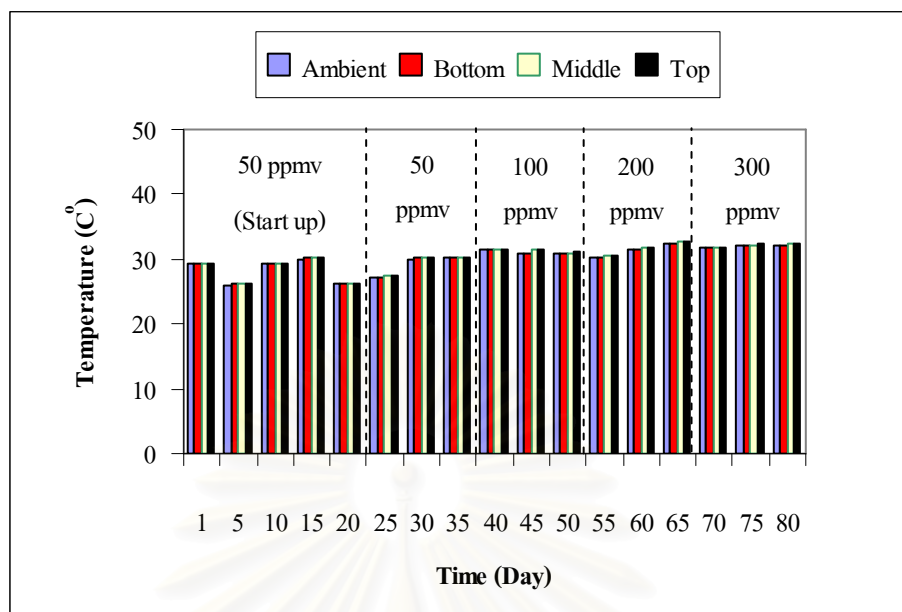 Ambient Bottom Middle Top
50
40
30
20
10
0
Temperature (C°)
50 ppmv
(Start up)
50
ppmv
100
ppmv
200
ppmv
300
ppmv
1 5 10 15 20 25 30 35 40 45 50 55 60 65 70 75 80
Time (Day)